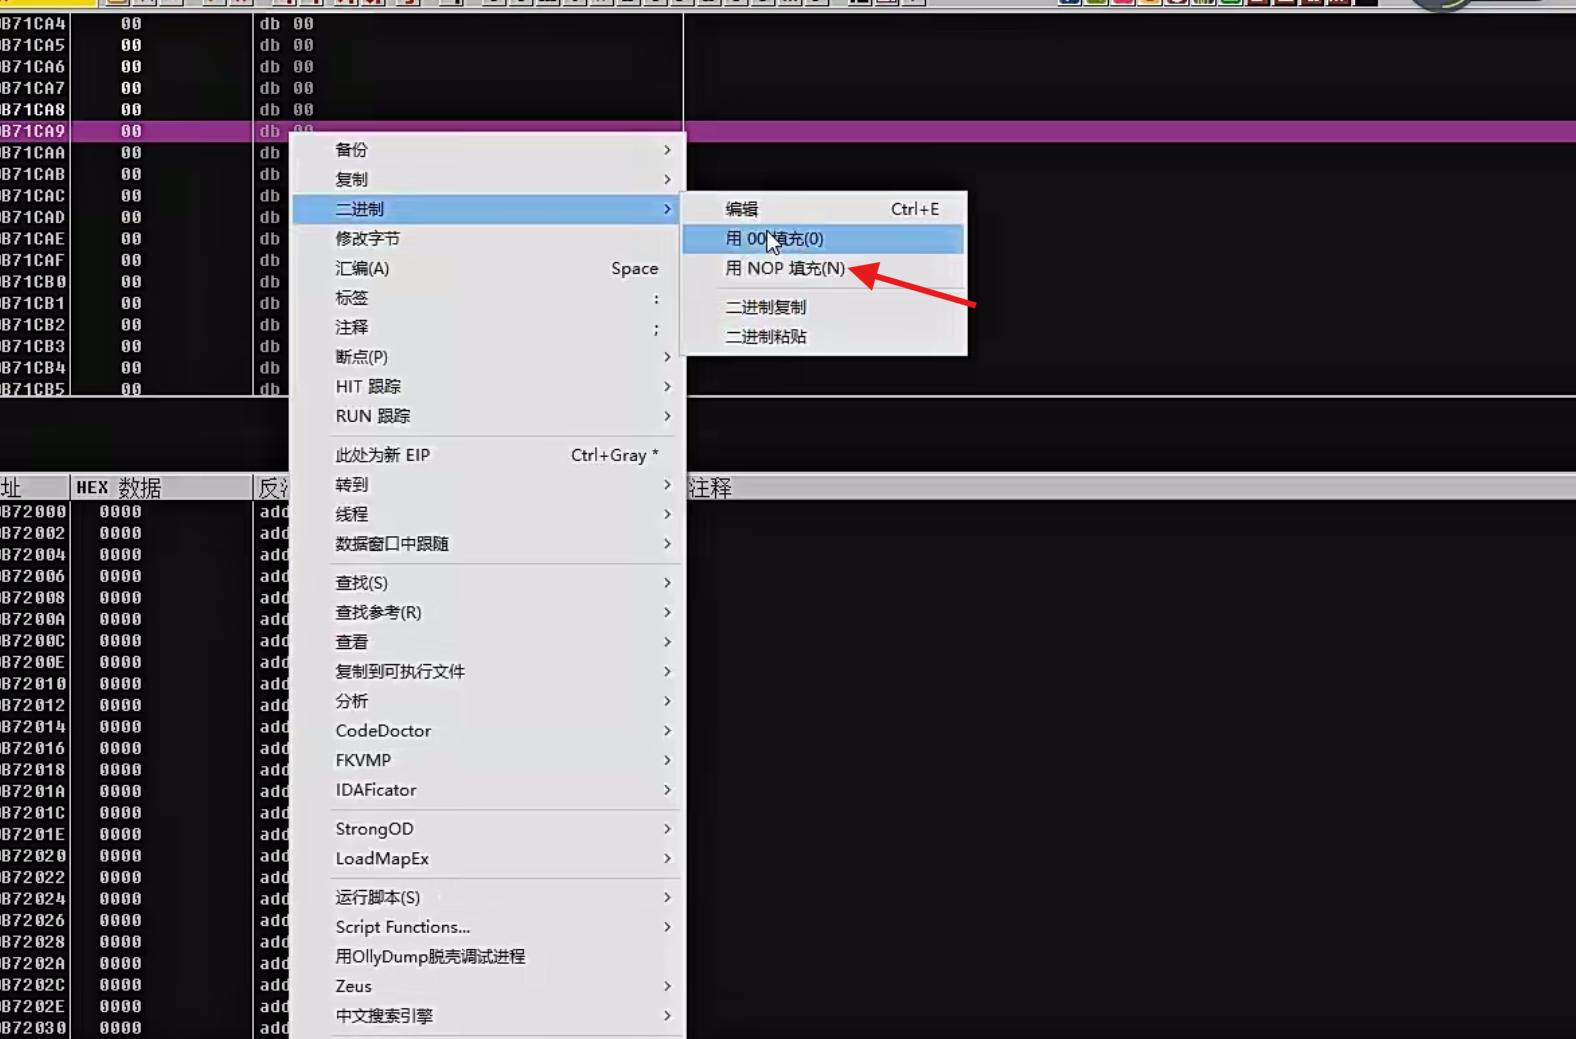 B71CA4 00 db 00
B71CA5 00 db 00
B71CA6 00 db 00
B71CA7 00 db 00
B71CA8 00 db 00
B71CA9 00 db 00
B71CAA 00 db
B71CAB 00 db
B71CAC 00 db
B71CAD 00 db
B71CAE 00 db
B71CAF 00 db
B71CB0 00 db
B71CB1 00 db
B71CB2 00 db
B71CB3 00 db
B71CB4 00 db
B71CB5 00 db
备份
复制
二进制
修改字节
汇编(A) Space
标签 :
注释 ;
断点(P)
HIT 跟踪
RUN 跟踪
此处为新 EIP Ctrl+Gray *
转到
线程
数据窗口中跟随
查找(S)
查找参考(R)
查看
复制到可执行文件
分析
CodeDoctor
FKVMP
IDAFicator
StrongOD
LoadMapEx
运行脚本(S)
Script Functions...
用OllyDump脱壳调试进程
Zeus
中文搜索引擎
编辑 Ctrl+E
用 00 填充(0)
用 NOP 填充(N)
二进制复制
二进制粘贴
址 HEX 数据 反 注释
B72000 0000 add
B72002 0000 add
B72004 0000 add
B72006 0000 add
B72008 0000 add
B7200A 0000 add
B7200C 0000 add
B7200E 0000 add
B72010 0000 add
B72012 0000 add
B72014 0000 add
B72016 0000 add
B72018 0000 add
B7201A 0000 add
B7201C 0000 add
B7201E 0000 add
B72020 0000 add
B72022 0000 add
B72024 0000 add
B72026 0000 add
B72028 0000 add
B7202A 0000 add
B7202C 0000 add
B7202E 0000 add
B72030 0000 add